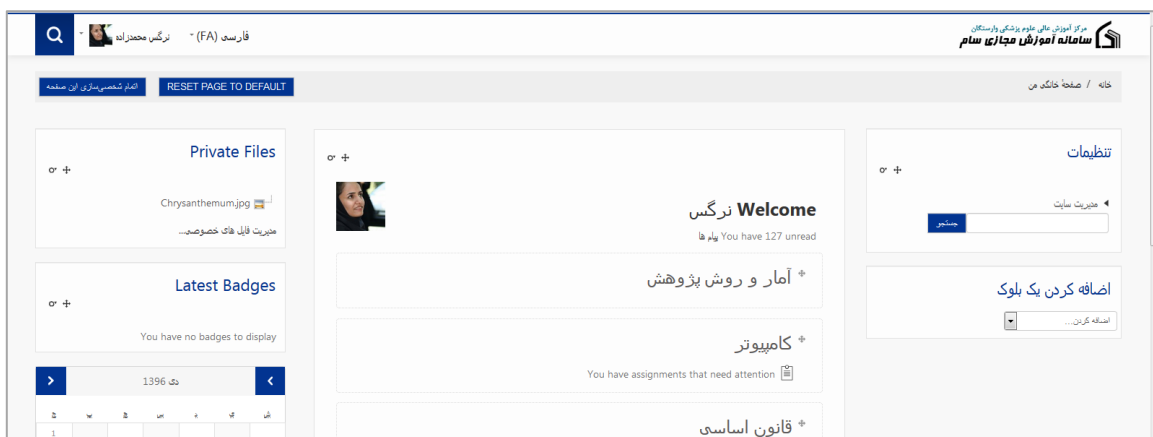 مرکز آموزش عالی علوم پزشکی وارستگان
سامانه آموزش مجازی سام
فارسی (FA)
نرگس محمدزاده
خانه / صفحهٔ خانگی من
RESET PAGE TO DEFAULT
اتمام شخصی‌سازی این صفحه
تنظیمات
مدیریت سایت
جستجو
اضافه کردن یک بلوک
اضافه کردن...
Welcome نرگس
You have 127 unread پیام ها
آمار و روش پژوهش
کامپیوتر
You have assignments that need attention
قانون اساسی
Private Files
Chrysanthemum.jpg
مدیریت فایل های خصوصی...
Latest Badges
You have no badges to display
دی 1396
1